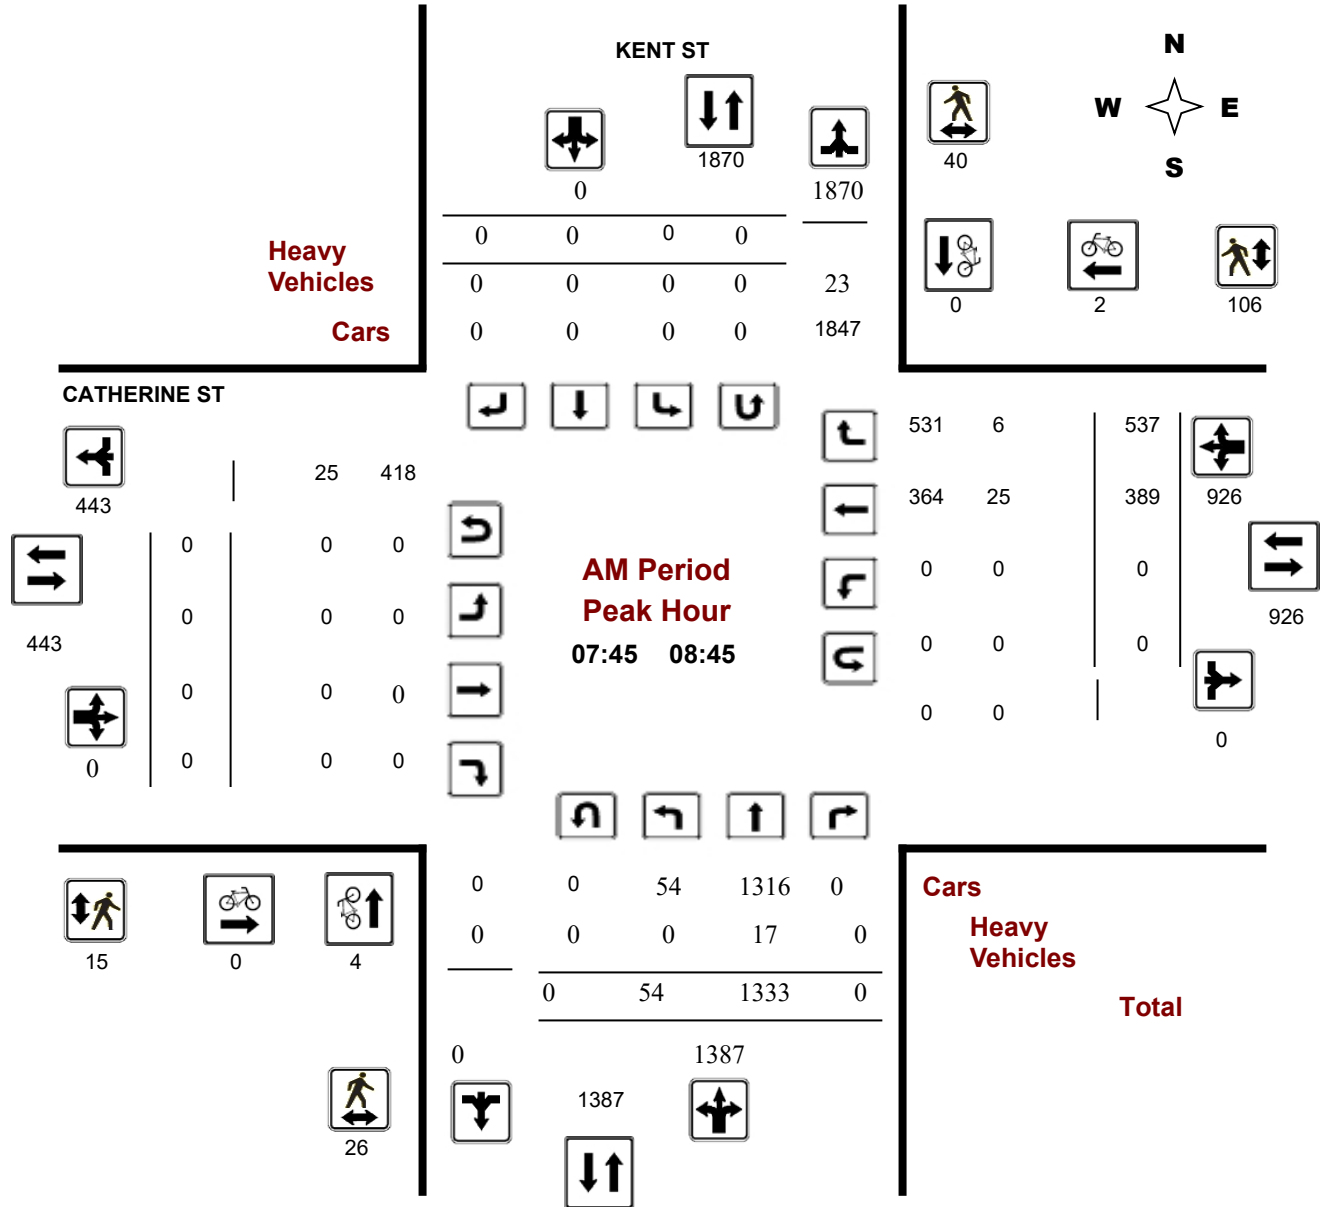 KENT ST
N
W E
S
1870
40
0 1870
0 0 0 0
Heavy
Vehicles
0 0 0 0 23
Cars
0 0 0 0 1847
0 2 106
CATHERINE ST
531 6 537
25 418
443
364 25 389 926
0 0 0
0 0 0
AM Period
Peak Hour
07:45 08:45
443
0 0 0
0 0 0
926
0 0 0
0 0
0 0 0
0
0
0 0 54 1316 0
0 0 0 17 0
0 54 1333 0
Cars
Heavy
Vehicles
Total
15 0 4
0 1387
1387
26